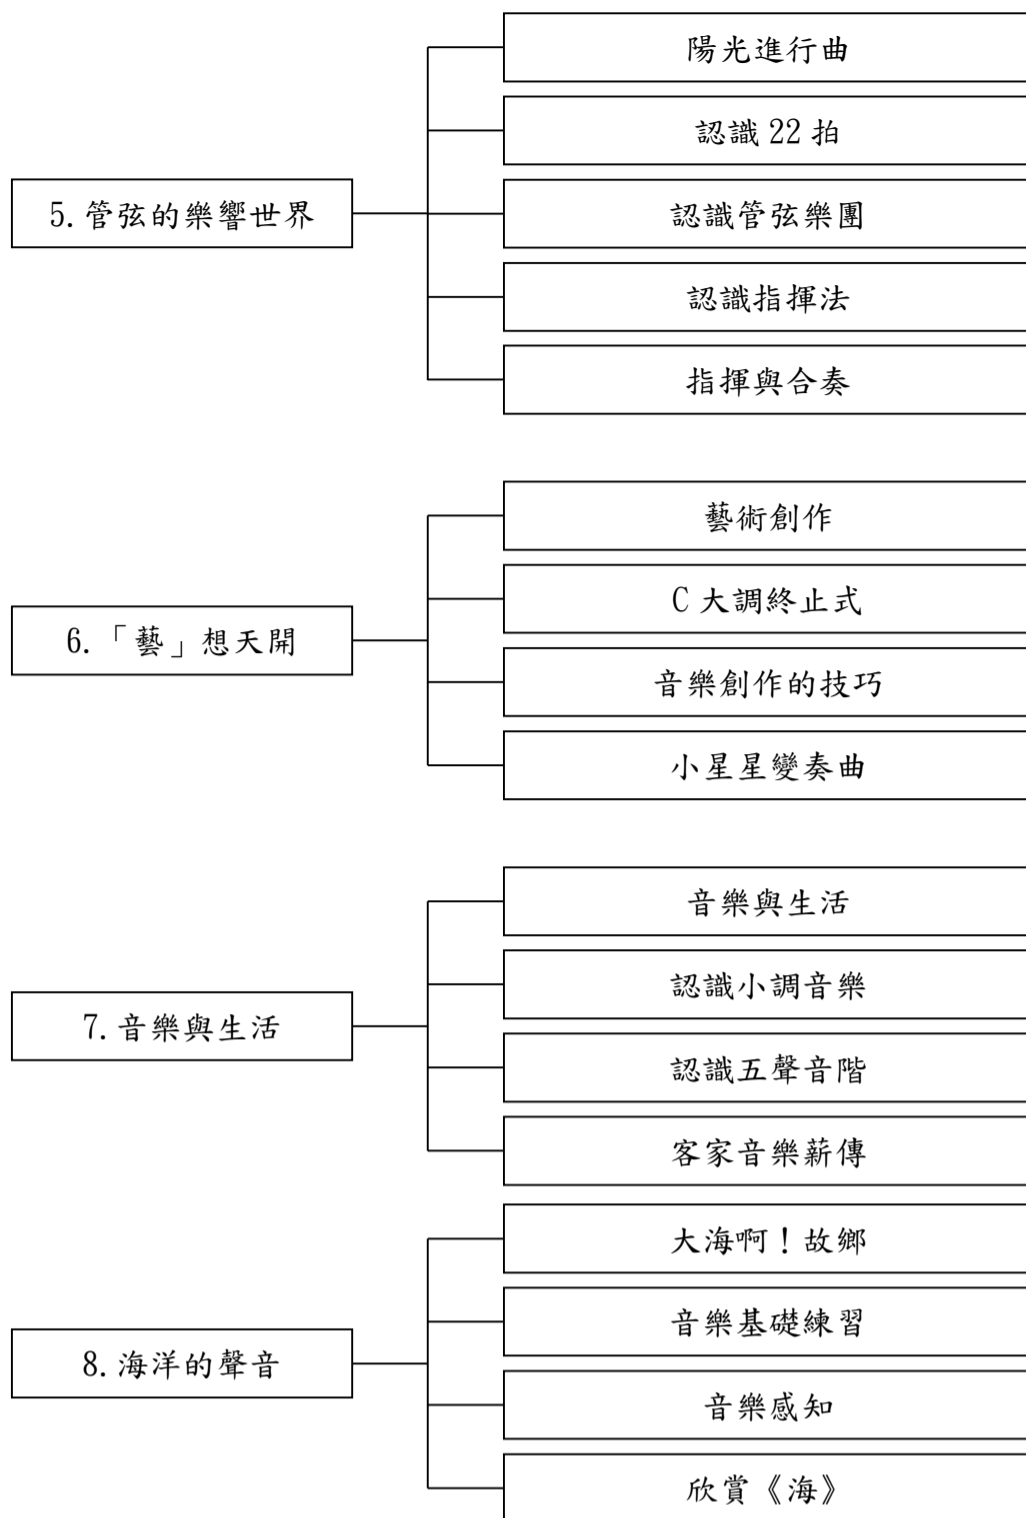 5.管弦的樂響世界
陽光進行曲
認識 22 拍
認識管弦樂團
認識指揮法
指揮與合奏
6.「藝」想天開
藝術創作
C 大調終止式
音樂創作的技巧
小星星變奏曲
7.音樂與生活
音樂與生活
認識小調音樂
認識五聲音階
客家音樂薪傳
8.海洋的聲音
大海啊！故鄉
音樂基礎練習
音樂感知
欣賞《海》